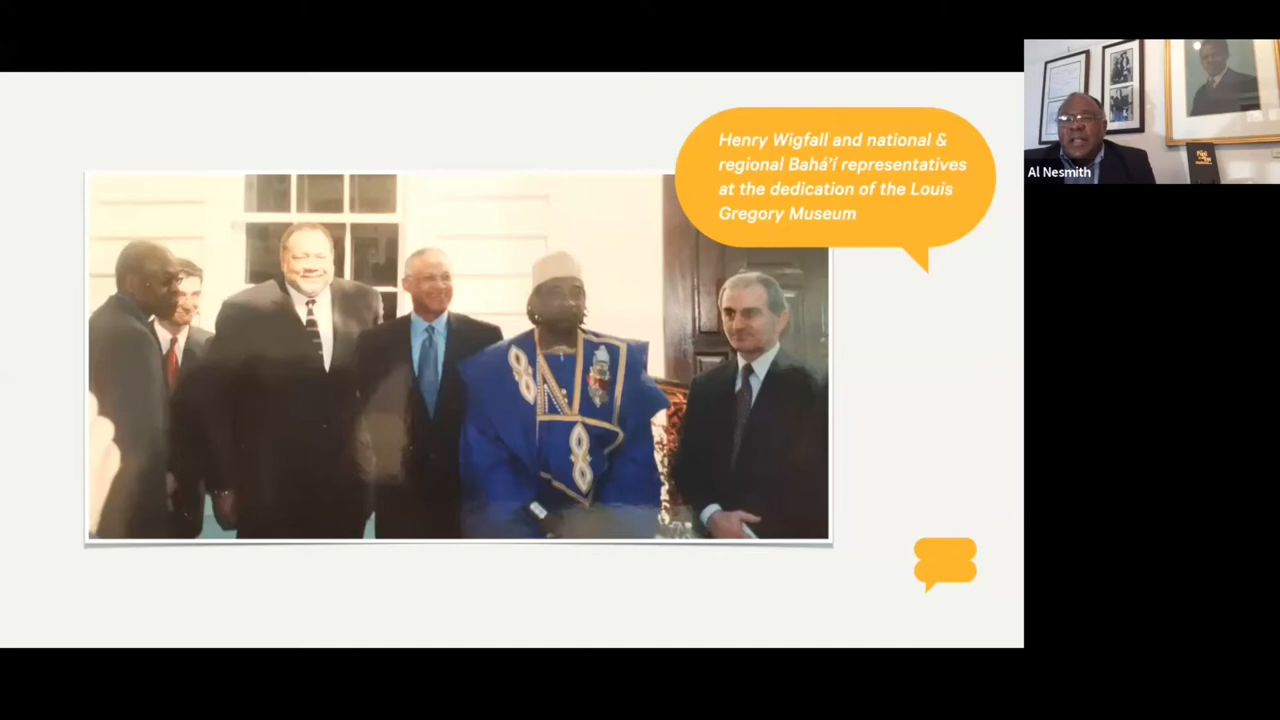 Henry Wigfall and national &
regional Bahá'í representatives
at the dedication of the Louis
Gregory Museum
Al Nesmith